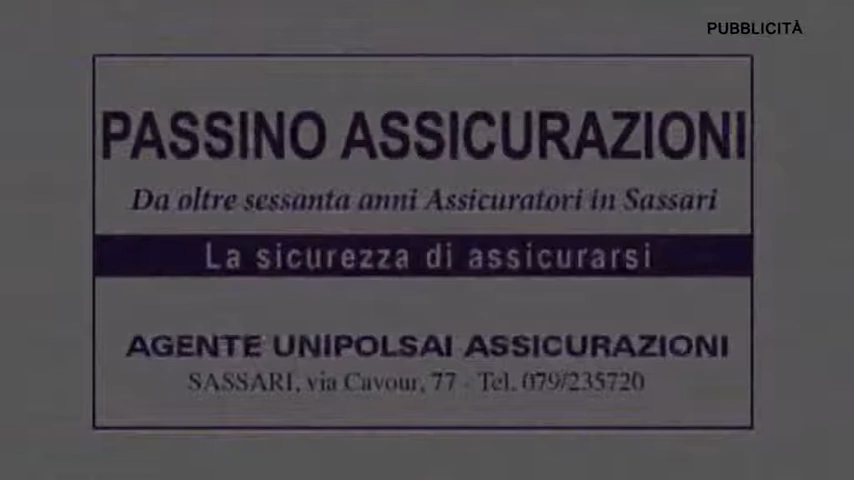 PUBBLICITÀ
PASSINO ASSICURAZIONI
Da oltre sessanta anni Assicuratori in Sassari
La sicurezza di assicurarsi
AGENTE UNIPOLSAI ASSICURAZIONI
SASSARI, via Cavour, 77 - Tel. 079/235720